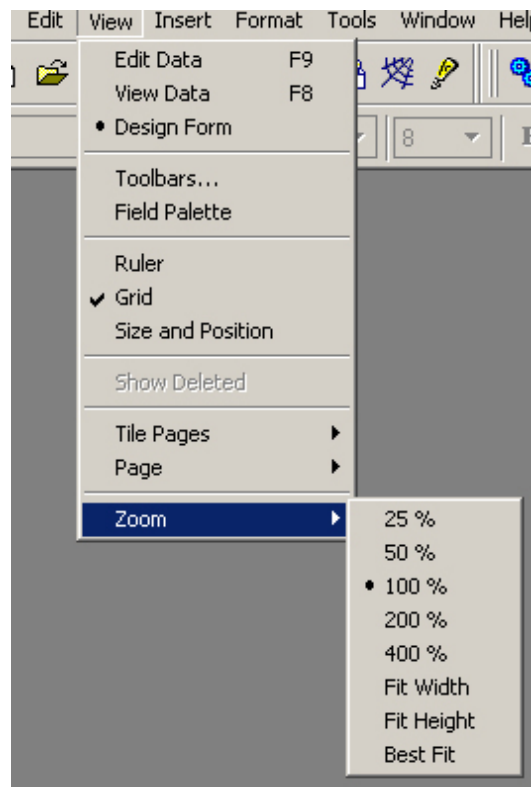 Edit View Insert Format Tools Window
8
Edit Data F9
View Data F8
Design Form
Toolbars...
Field Palette
Ruler
Grid
Size and Position
Show Deleted
Tile Pages
Page
Zoom
25 %
50 %
100 %
200 %
400 %
Fit Width
Fit Height
Best Fit